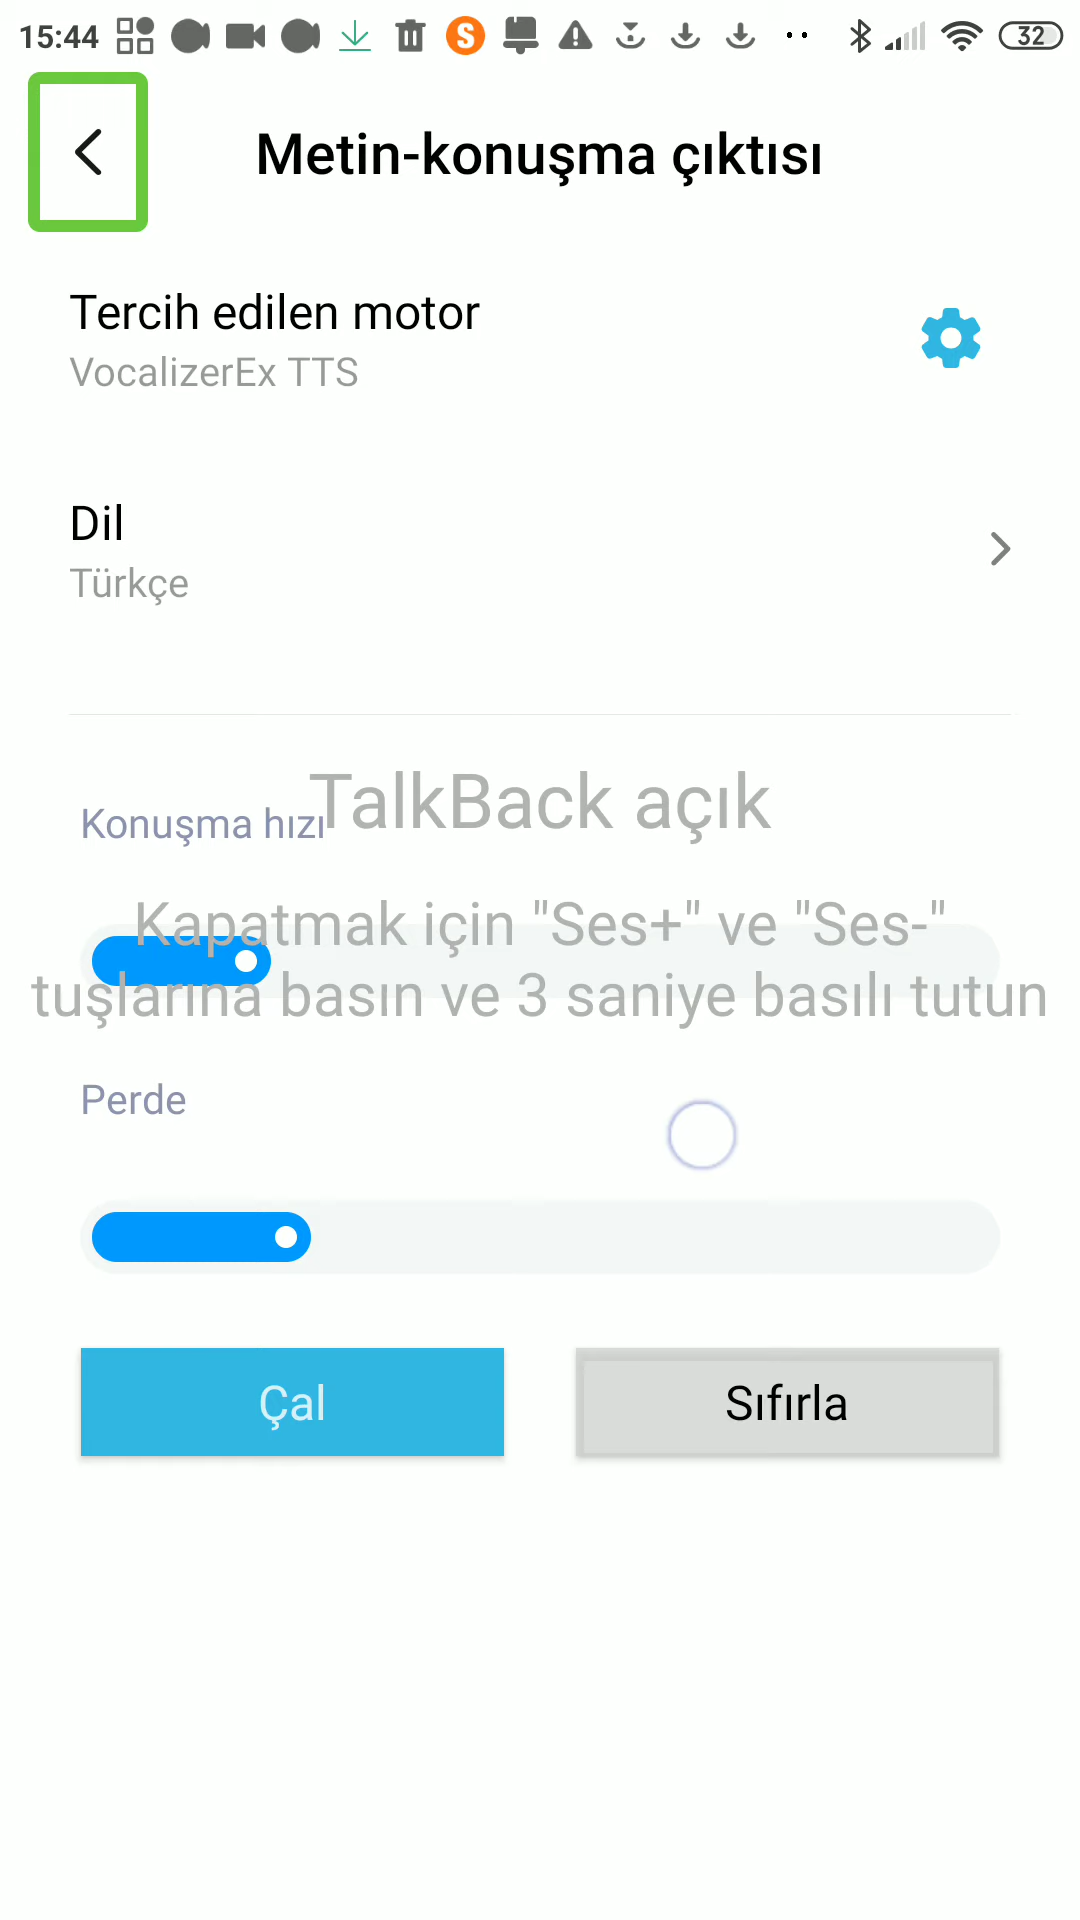 15:44
32
Metin-konuşma çıktısı
Tercih edilen motor
VocalizerEx TTS
Dil
Türkçe
TalkBack açık
Konuşma hızı
Kapatmak için "Ses+" ve "Ses-"
tuşlarına basın ve 3 saniye basılı tutun
Perde
Çal
Sıfırla